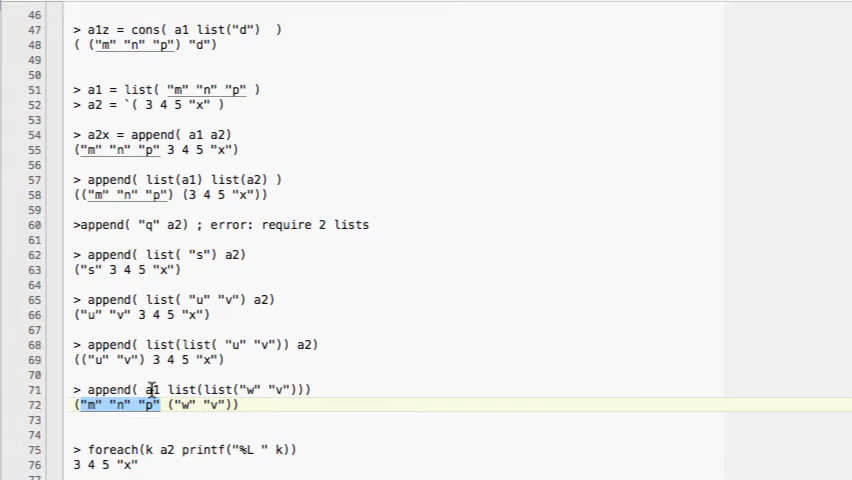 46
47 > a1z = cons( a1 list("d")  )
48 ( ("m" "n" "p") "d")
49
50
51 > a1 = list( "m" "n" "p" )
52 > a2 = `( 3 4 5 "x" )
53
54 > a2x = append( a1 a2)
55 ("m" "n" "p" 3 4 5 "x")
56
57 > append( list(a1) list(a2) )
58 (("m" "n" "p") (3 4 5 "x"))
59
60 >append( "q" a2) ; error: require 2 lists
61
62 > append( list( "s") a2)
63 ("s" 3 4 5 "x")
64
65 > append( list( "u" "v") a2)
66 ("u" "v" 3 4 5 "x")
67
68 > append( list(list( "u" "v")) a2)
69 (("u" "v") 3 4 5 "x")
70
71 > append( a1 list(list("w" "v")))
72 ("m" "n" "p" ("w" "v"))
73
74
75 > foreach(k a2 printf("%L " k))
76 3 4 5 "x"
77